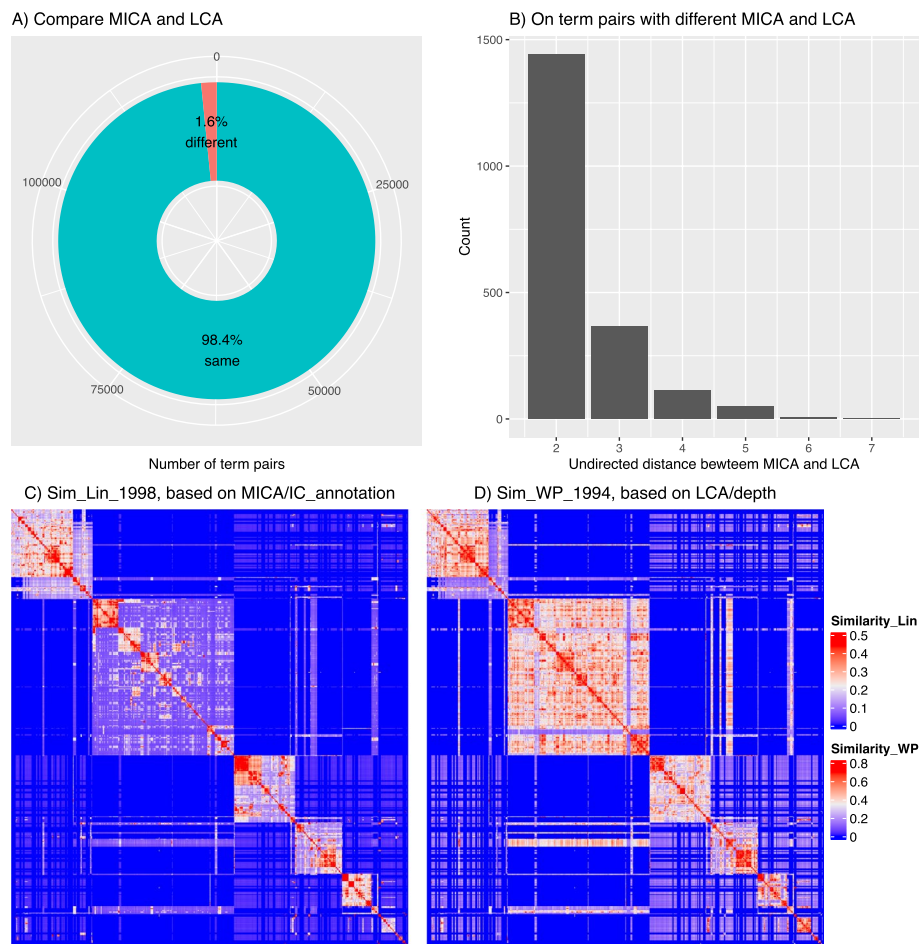 A) Compare MICA and LCA
0
1.6%
different
100000
25000
98.4%
same
75000
50000
Number of term pairs
B) On term pairs with different MICA and LCA
1500
1000
500
0
Count
2 3 4 5 6 7
Undirected distance bewteem MICA and LCA
C) Sim_Lin_1998, based on MICA/IC_annotation
D) Sim_WP_1994, based on LCA/depth
Similarity_Lin
0.5
0.4
0.3
0.2
0.1
0
Similarity_WP
0.8
0.6
0.4
0.2
0